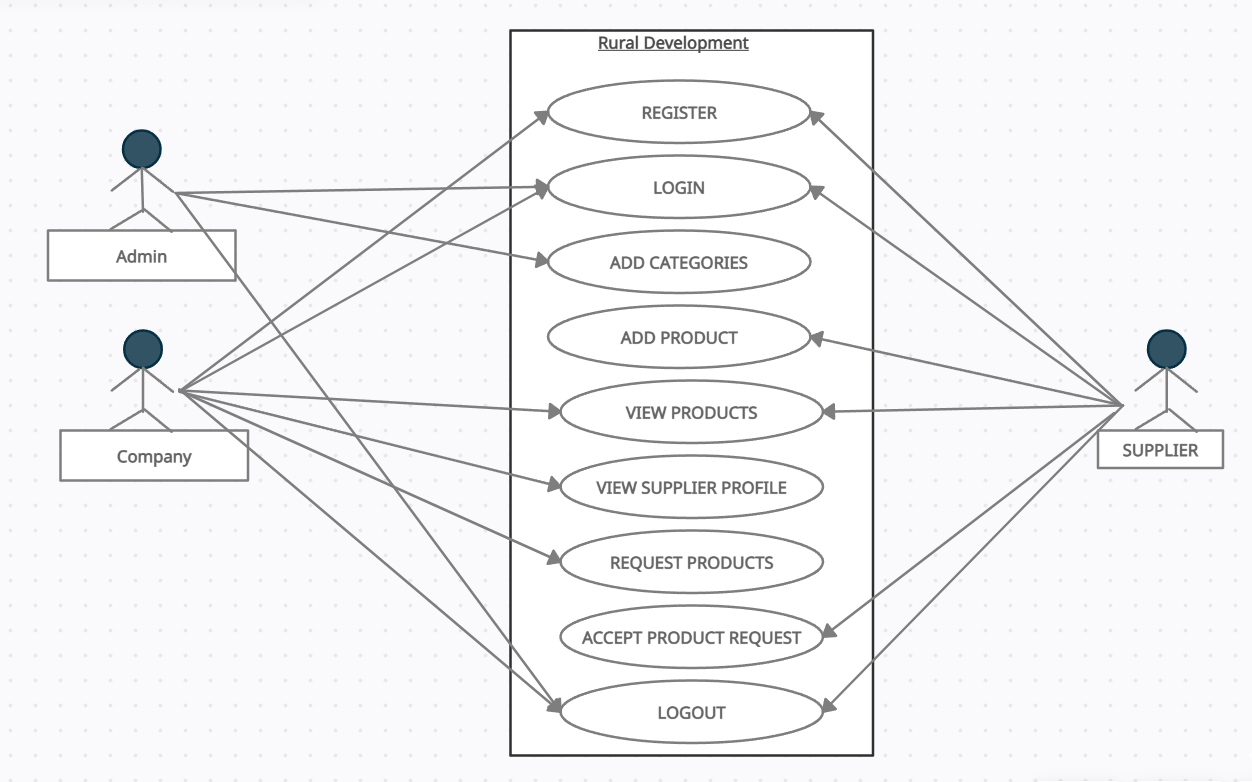 Rural Development
REGISTER
LOGIN
ADD CATEGORIES
ADD PRODUCT
VIEW PRODUCTS
VIEW SUPPLIER PROFILE
REQUEST PRODUCTS
ACCEPT PRODUCT REQUEST
LOGOUT
Admin
Company
SUPPLIER